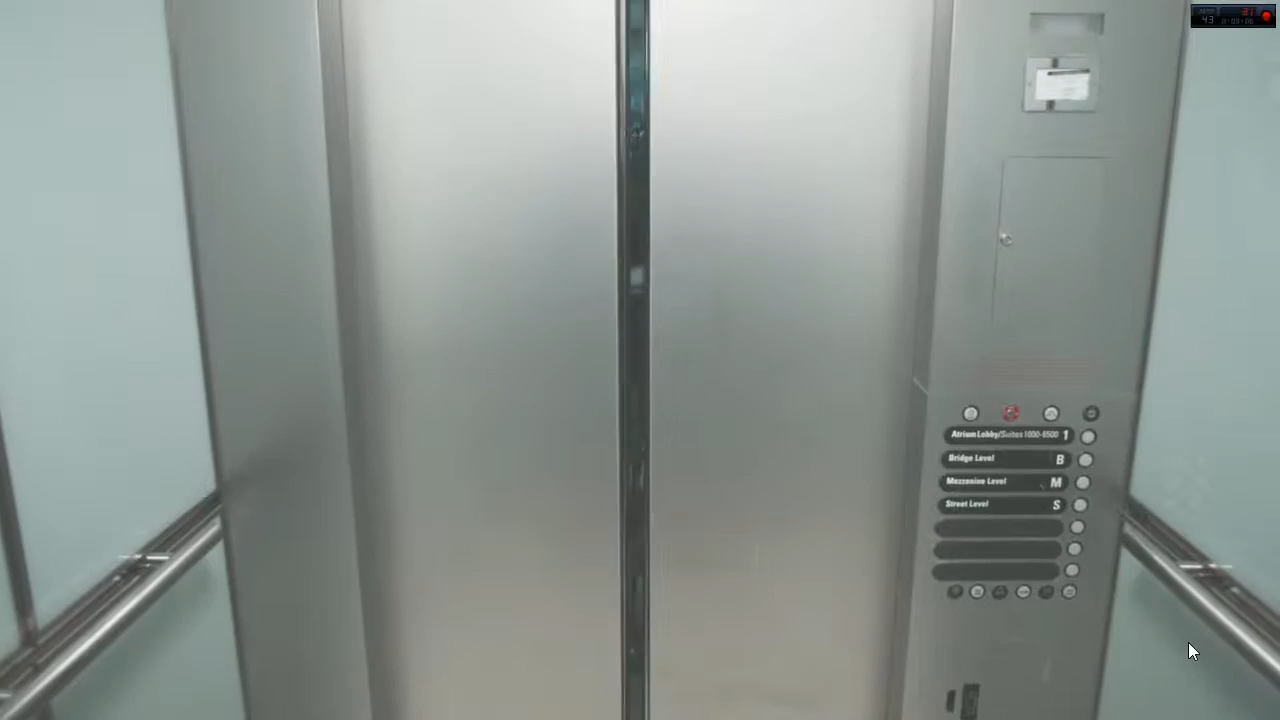 Atrium Lobby/Suites 1000-6500 1
Bridge Level B
Mezzanine Level M
Street Level S